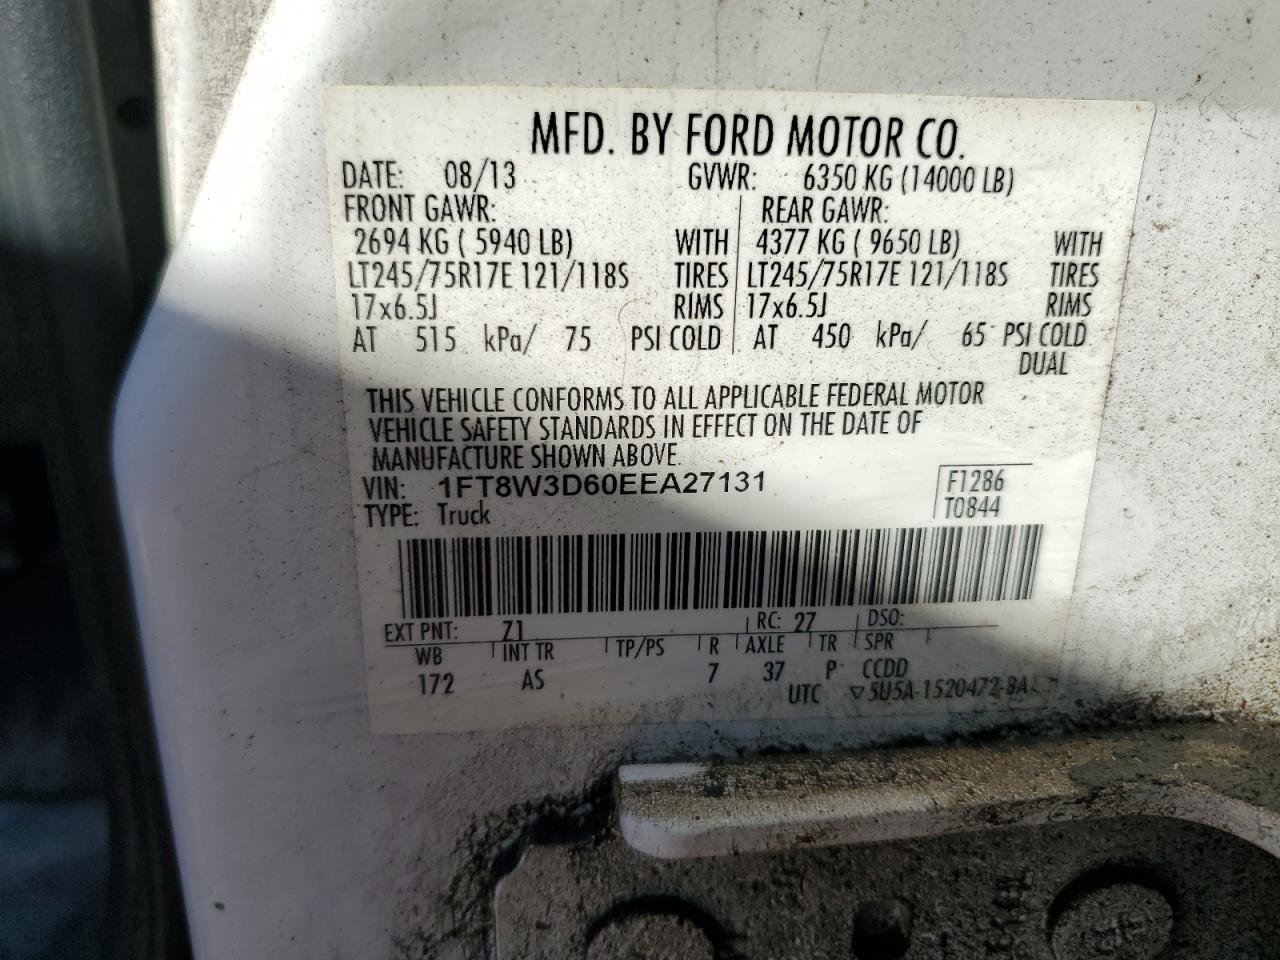 MFD. BY FORD MOTOR CO.
DATE: 08/13 GVWR: 6350 KG (14000 LB)
FRONT GAWR: REAR GAWR:
2694 KG ( 5940 LB) WITH 4377 KG ( 9650 LB) WITH
LT245/75R17E 121/118S TIRES LT245/75R17E 121/118S TIRES
17x6.5J RIMS 17x6.5J RIMS
AT 515 kPa/ 75 PSI COLD AT 450 kPa/ 65 PSI COLD
DUAL
THIS VEHICLE CONFORMS TO ALL APPLICABLE FEDERAL MOTOR
VEHICLE SAFETY STANDARDS IN EFFECT ON THE DATE OF
MANUFACTURE SHOWN ABOVE.
VIN: 1FT8W3D60EEA27131 F1286
TYPE: Truck T0844
EXT PNT: Z1 RC: 27 DSO:
WB INT TR TP/PS R AXLE TR SPR
172 AS 7 37 P CCDD
UTC ▽5U5A-1520472-BA